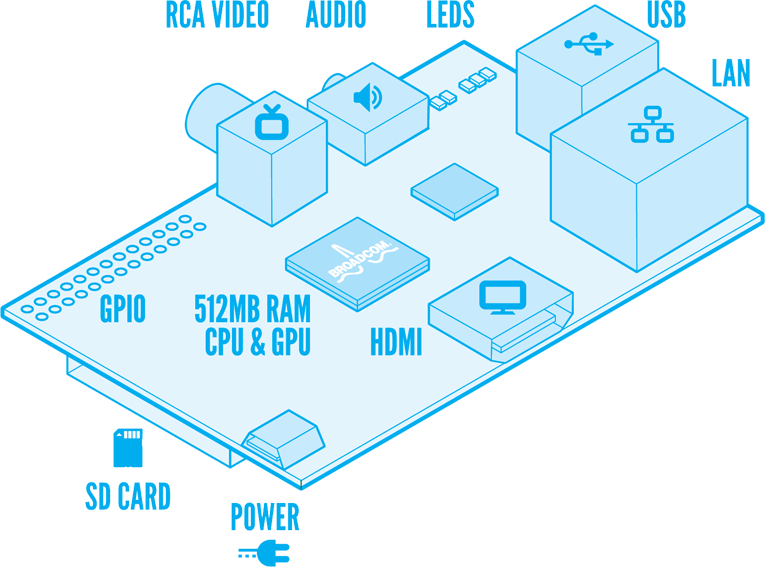 RCA VIDEO
AUDIO
LEDS
USB
LAN
BROADCOM.
GPIO
512MB RAM
CPU & GPU
HDMI
SD CARD
POWER